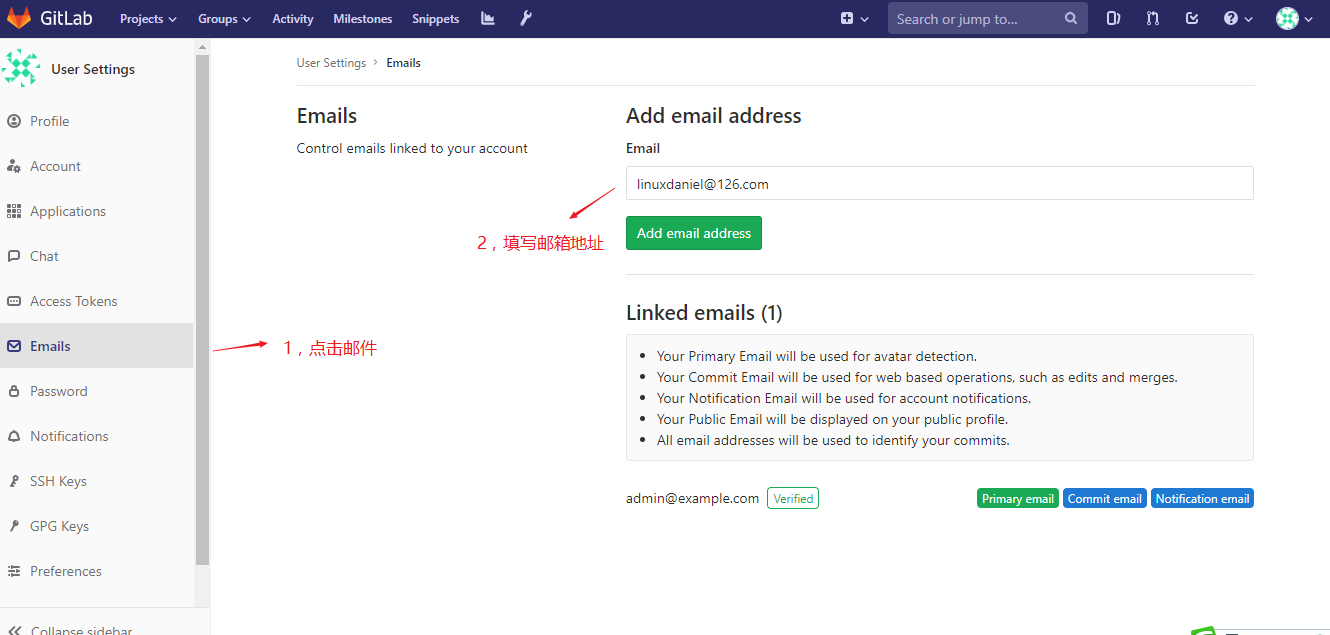 GitLab Projects Groups Activity Milestones Snippets Search or jump to...
User Settings
Profile
Account
Applications
Chat
Access Tokens
Emails
Password
Notifications
SSH Keys
GPG Keys
Preferences
Collapse sidebar
User Settings > Emails
Emails
Control emails linked to your account
Add email address
Email
linuxdaniel@126.com
Add email address
2，填写邮箱地址
1，点击邮件
Linked emails (1)
Your Primary Email will be used for avatar detection.
Your Commit Email will be used for web based operations, such as edits and merges.
Your Notification Email will be used for account notifications.
Your Public Email will be displayed on your public profile.
All email addresses will be used to identify your commits.
admin@example.com Verified Primary email Commit email Notification email